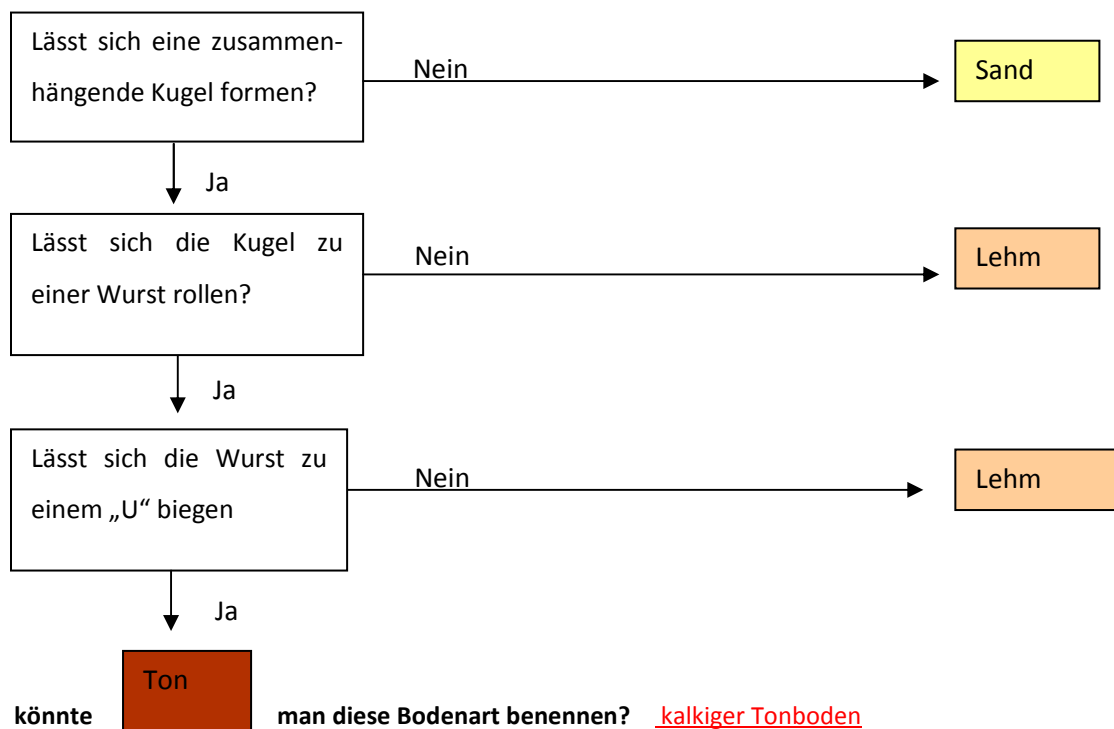 Lässt sich eine zusammen-
hängende Kugel formen?
Nein
Sand
Ja
Lässt sich die Kugel zu
einer Wurst rollen?
Nein
Lehm
Ja
Lässt sich die Wurst zu
einem „U“ biegen
Nein
Lehm
Ja
Ton
könnte man diese Bodenart benennen? kalkiger Tonboden